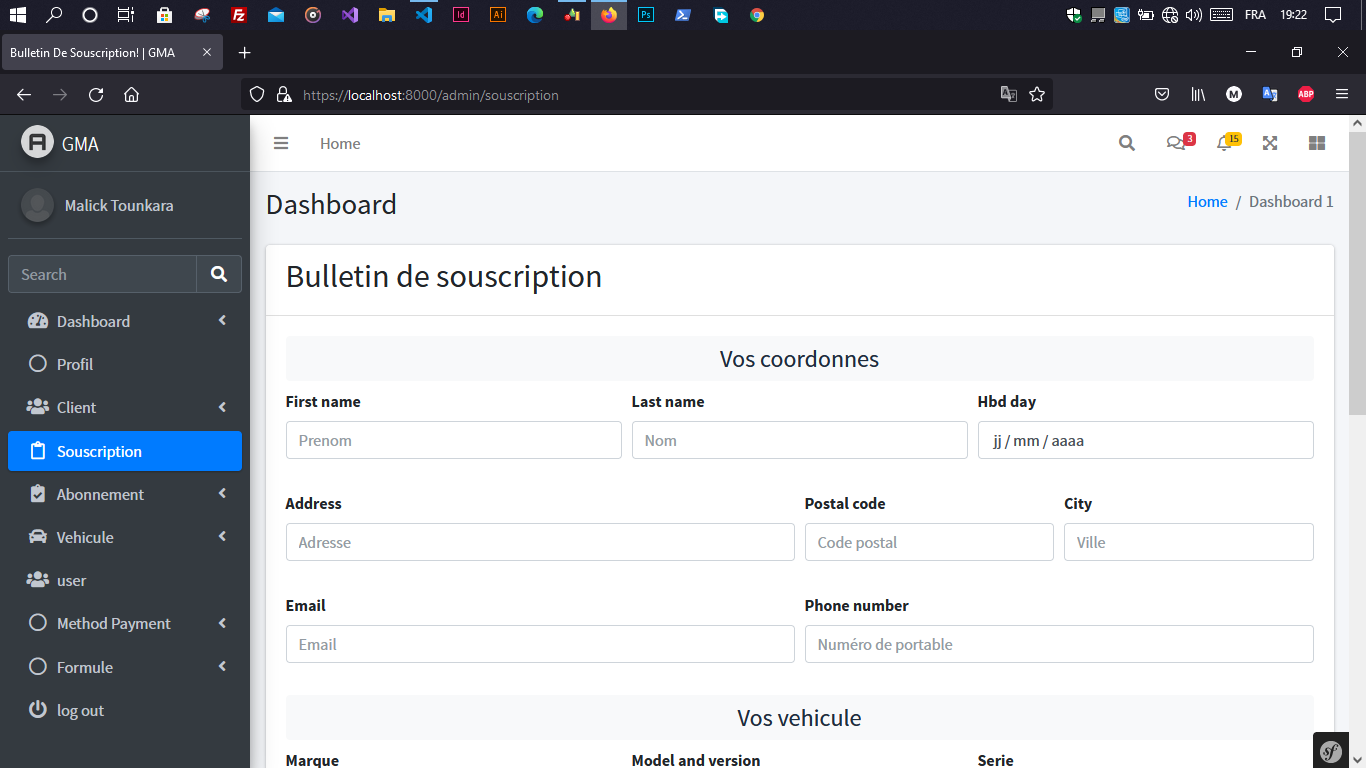 FRA 19:22
Bulletin De Souscription! | GMA
https://localhost:8000/admin/souscription
M
ABP
GMA
Home
3
15
Malick Tounkara
Dashboard
Home / Dashboard 1
Search
Dashboard
Profil
Client
Souscription
Abonnement
Vehicule
user
Method Payment
Formule
log out
Bulletin de souscription
Vos coordonnes
First name Last name Hbd day
Prenom Nom jj / mm / aaaa
Address Postal code City
Adresse Code postal Ville
Email Phone number
Email Numéro de portable
Vos vehicule
Marque Model and version Serie